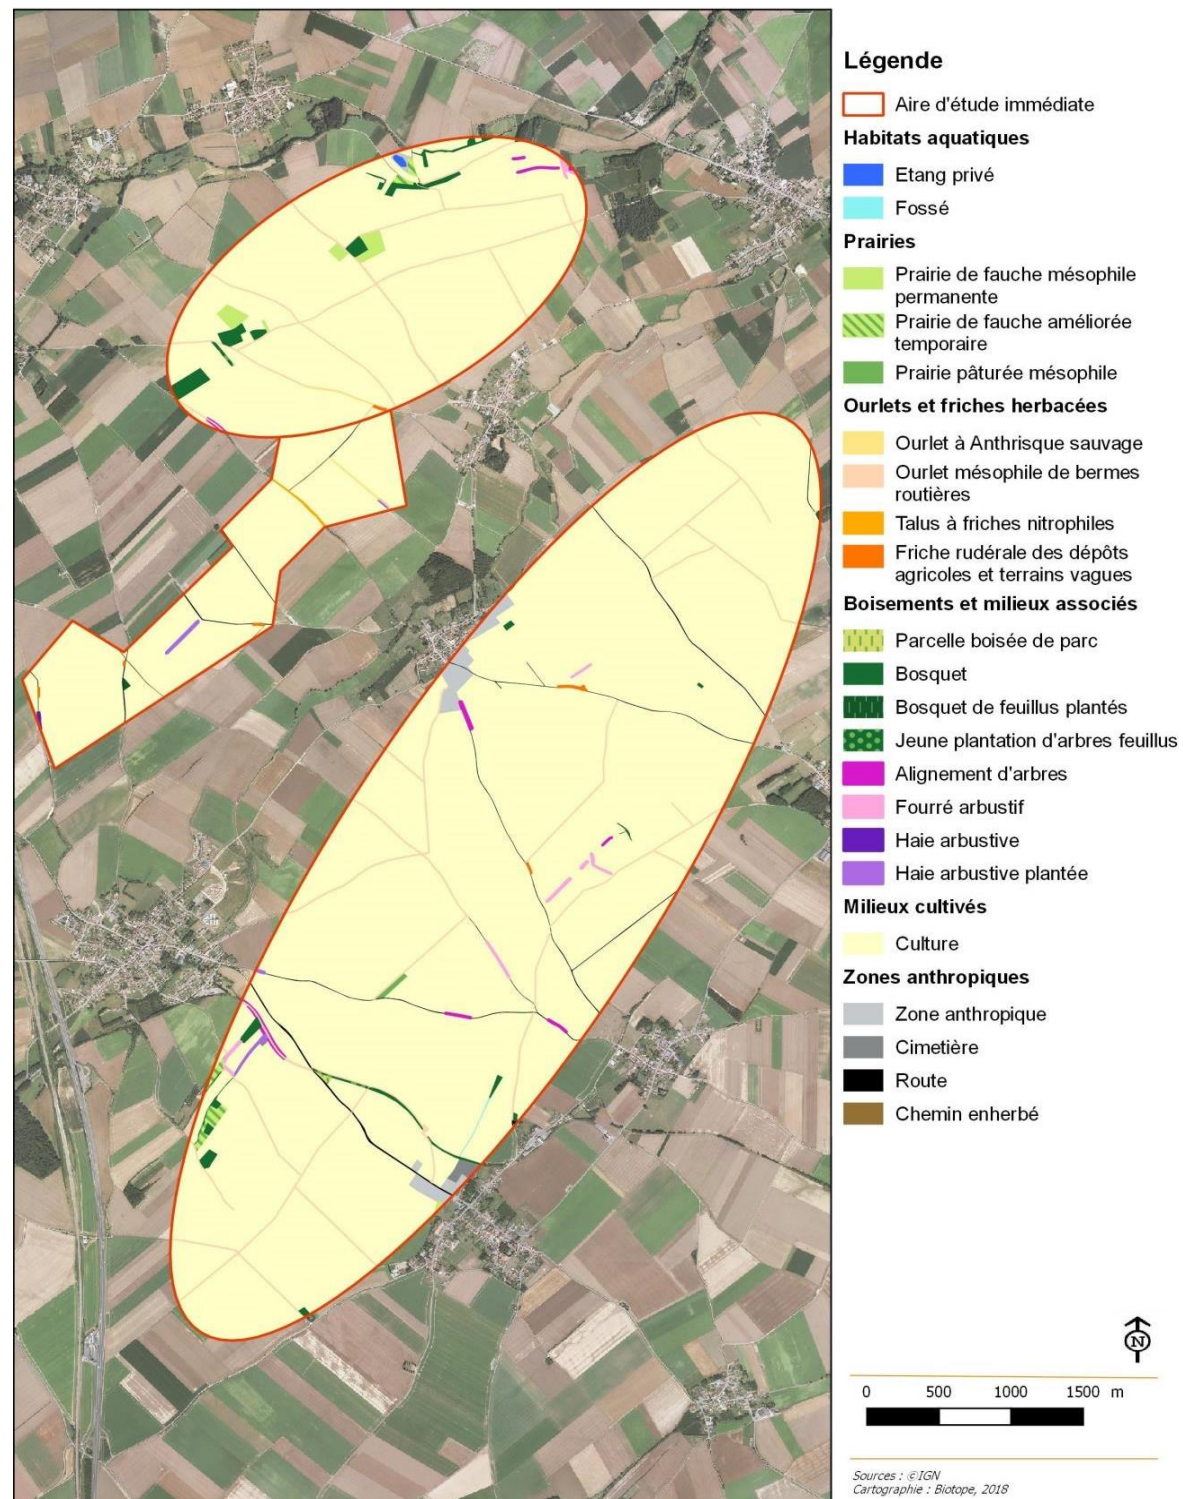 Légende
Aire d'étude immédiate
Habitats aquatiques
Etang privé
Fossé
Prairies
Prairie de fauche mésophile
permanente
Prairie de fauche améliorée
temporaire
Prairie pâturée mésophile
Ourlets et friches herbacées
Ourlet à Anthrisque sauvage
Ourlet mésophile de bermes
routières
Talus à friches nitrophiles
Friche rudérale des dépôts
agricoles et terrains vagues
Boisements et milieux associés
Parcelle boisée de parc
Bosquet
Bosquet de feuillus plantés
Jeune plantation d'arbres feuillus
Alignement d'arbres
Fourré arbustif
Haie arbustive
Haie arbustive plantée
Milieux cultivés
Culture
Zones anthropiques
Zone anthropique
Cimetière
Route
Chemin enherbé
N
0 500 1000 1500 m
Sources : ©IGN
Cartographie : Biotope, 2018